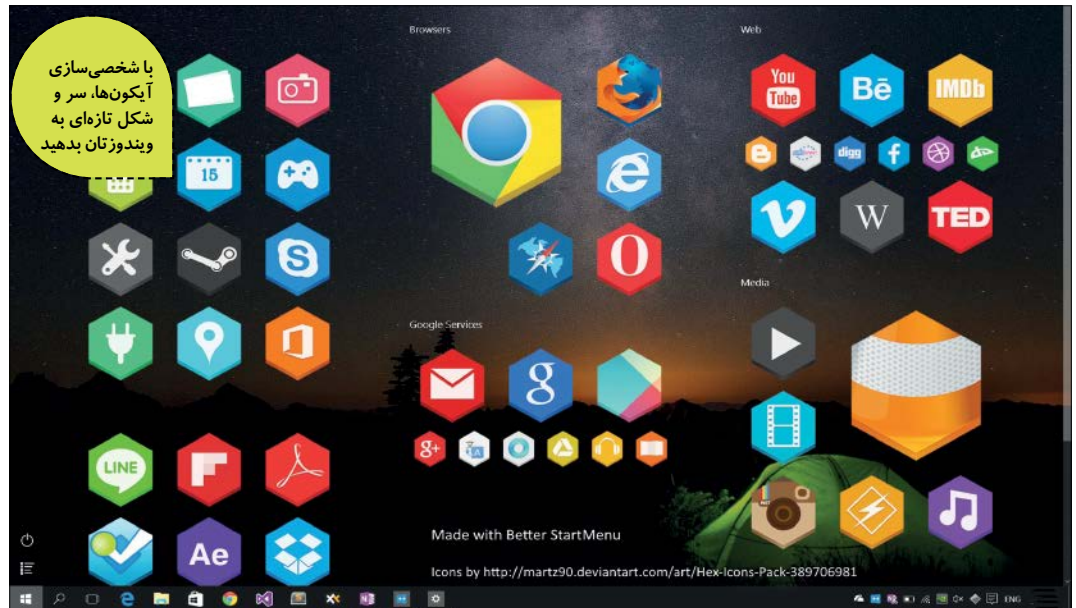 با شخصی‌سازی
آیکون‌ها، سر و
شکل تازه‌ای به
ویندوزتان بدهید
Browsers
Web
You
Tube
Bē
IMDb
15
digg
W
TED
Media
Google Services
g
g+
LINE
Ae
Made with Better StartMenu
Icons by http://martz90.deviantart.com/art/Hex-Icons-Pack-389706981
ENG